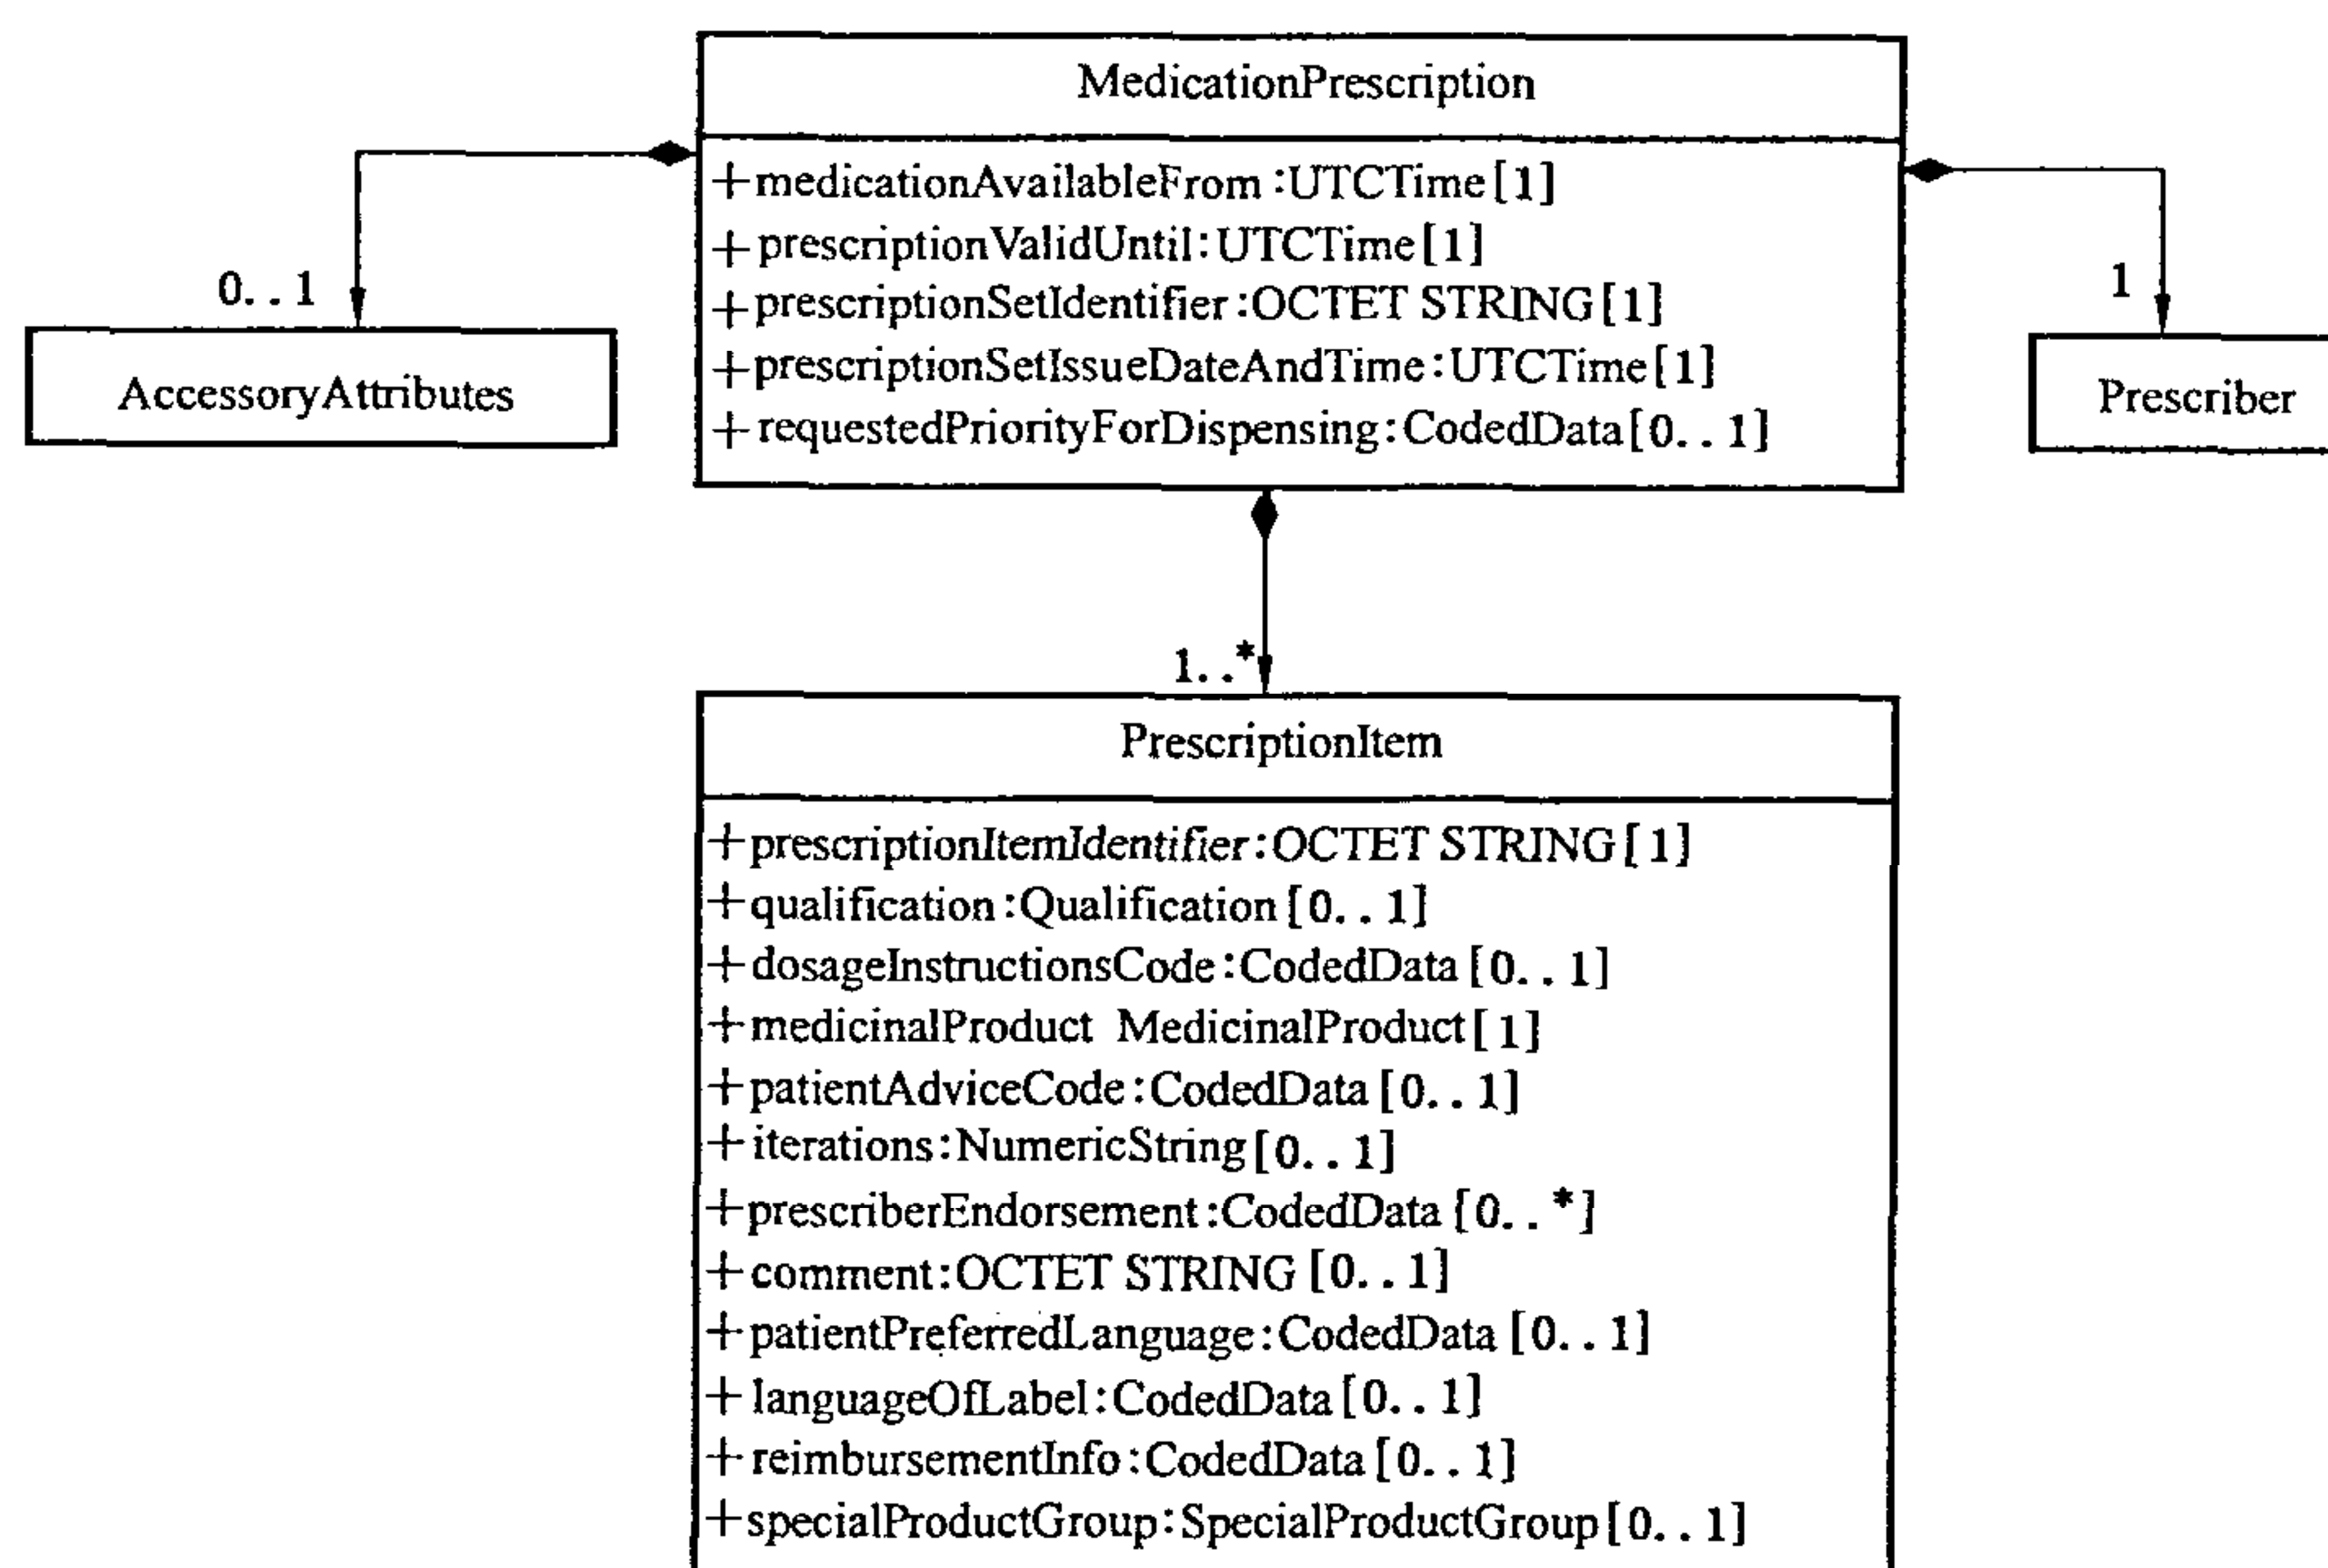 MedicationPrescription
+medicationAvailableFrom:UTCTime[1]
+prescriptionValidUntil:UTCTime[1]
+prescriptionSetIdentifier:OCTET STRING[1]
+prescriptionSetIssueDateAndTime:UTCTime[1]
+requestedPriorityForDispensing:CodedData[0..1]
0..1
AccessoryAttributes
1
Prescriber
1..*
PrescriptionItem
+prescriptionItemIdentifier:OCTET STRING[1]
+qualification:Qualification[0..1]
+dosageInstructionsCode:CodedData[0..1]
+medicinalProduct MedicinalProduct[1]
+patientAdviceCode:CodedData[0..1]
+iterations:NumericString[0..1]
+prescriberEndorsement:CodedData[0..*]
+comment:OCTET STRING[0..1]
+patientPreferredLanguage:CodedData[0..1]
+languageOfLabel:CodedData[0..1]
+reimbursementInfo:CodedData[0..1]
+specialProductGroup:SpecialProductGroup[0..1]